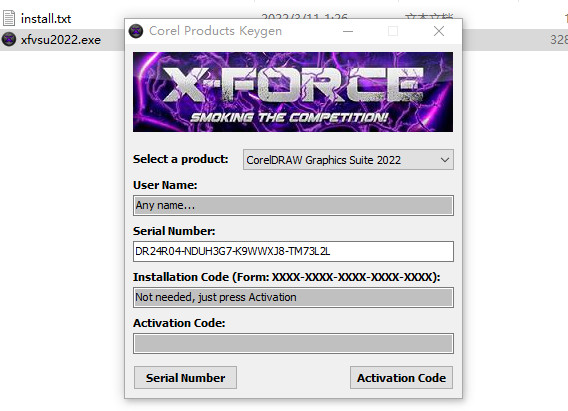 install.txt 2022/3/11 1:26 文本文档
xfvsu2022.exe 328
Corel Products Keygen
X-FORCE
SMOKING THE COMPETITION!
Select a product: CorelDRAW Graphics Suite 2022
User Name:
Any name...
Serial Number:
DR24R04-NDUH3G7-K9WWXJ8-TM73L2L
Installation Code (Form: XXXX-XXXX-XXXX-XXXX-XXXX):
Not needed, just press Activation
Activation Code:
Serial Number Activation Code